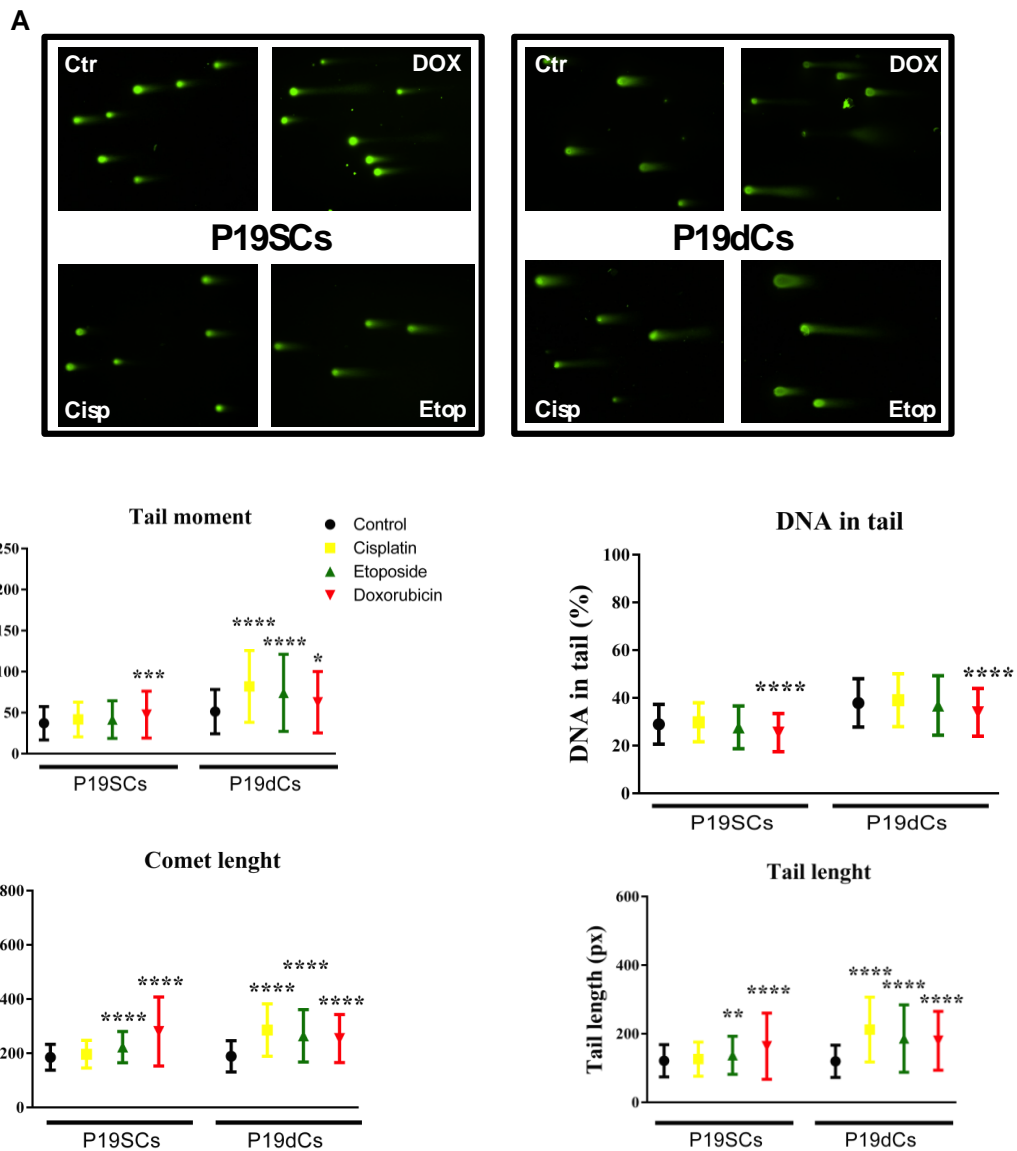 A
Ctr
DOX
Ctr
DOX
P19SCs
P19dCs
Cisp
Etop
Cisp
Etop
Tail moment
Control
Cisplatin
Etoposide
Doxorubicin
250
200
150
100
50
0
****
****
***
*
P19SCs
P19dCs
DNA in tail
DNA in tail (%)
100
80
60
40
20
0
****
****
P19SCs
P19dCs
Comet lenght
800
600
400
200
0
****
****
****
****
****
P19SCs
P19dCs
Tail lenght
Tail length (px)
600
400
200
0
**
****
****
****
****
P19SCs
P19dCs